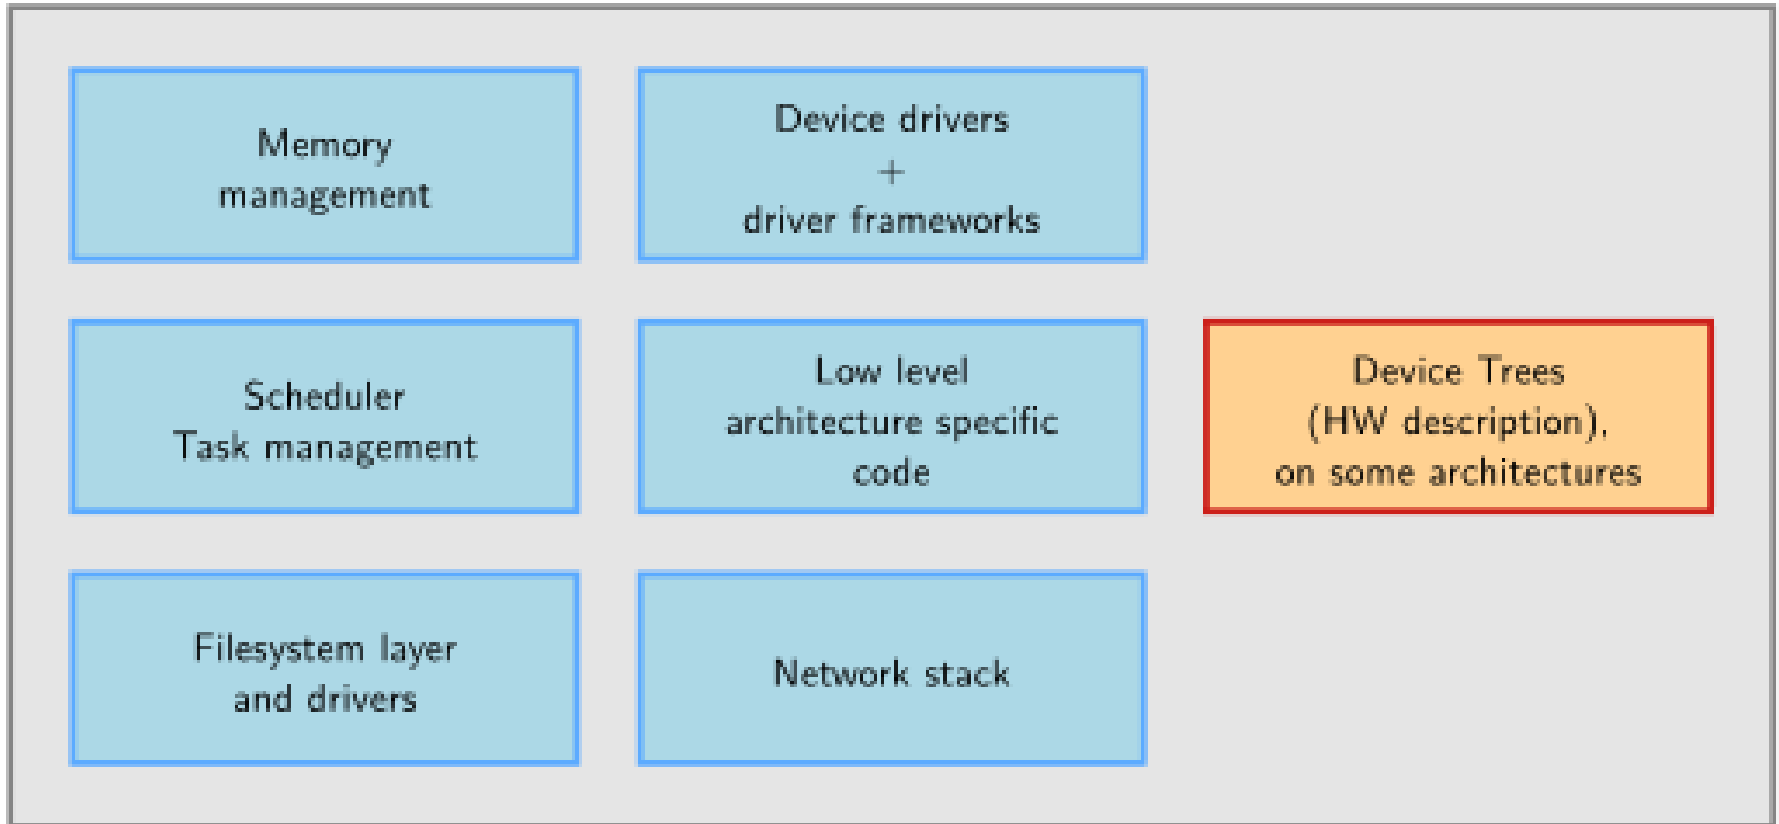 Memory
management
Device drivers
+
driver frameworks
Scheduler
Task management
Low level
architecture specific
code
Device Trees
(HW description),
on some architectures
Filesystem layer
and drivers
Network stack